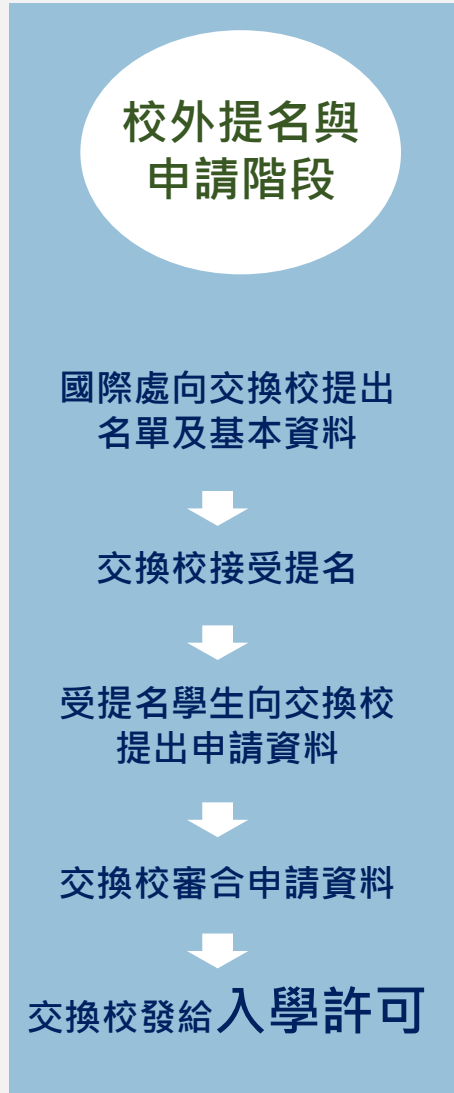 校外提名與
申請階段
國際處向交換校提出
名單及基本資料
交換校接受提名
受提名學生向交換校
提出申請資料
交換校審合申請資料
交換校發給入學許可